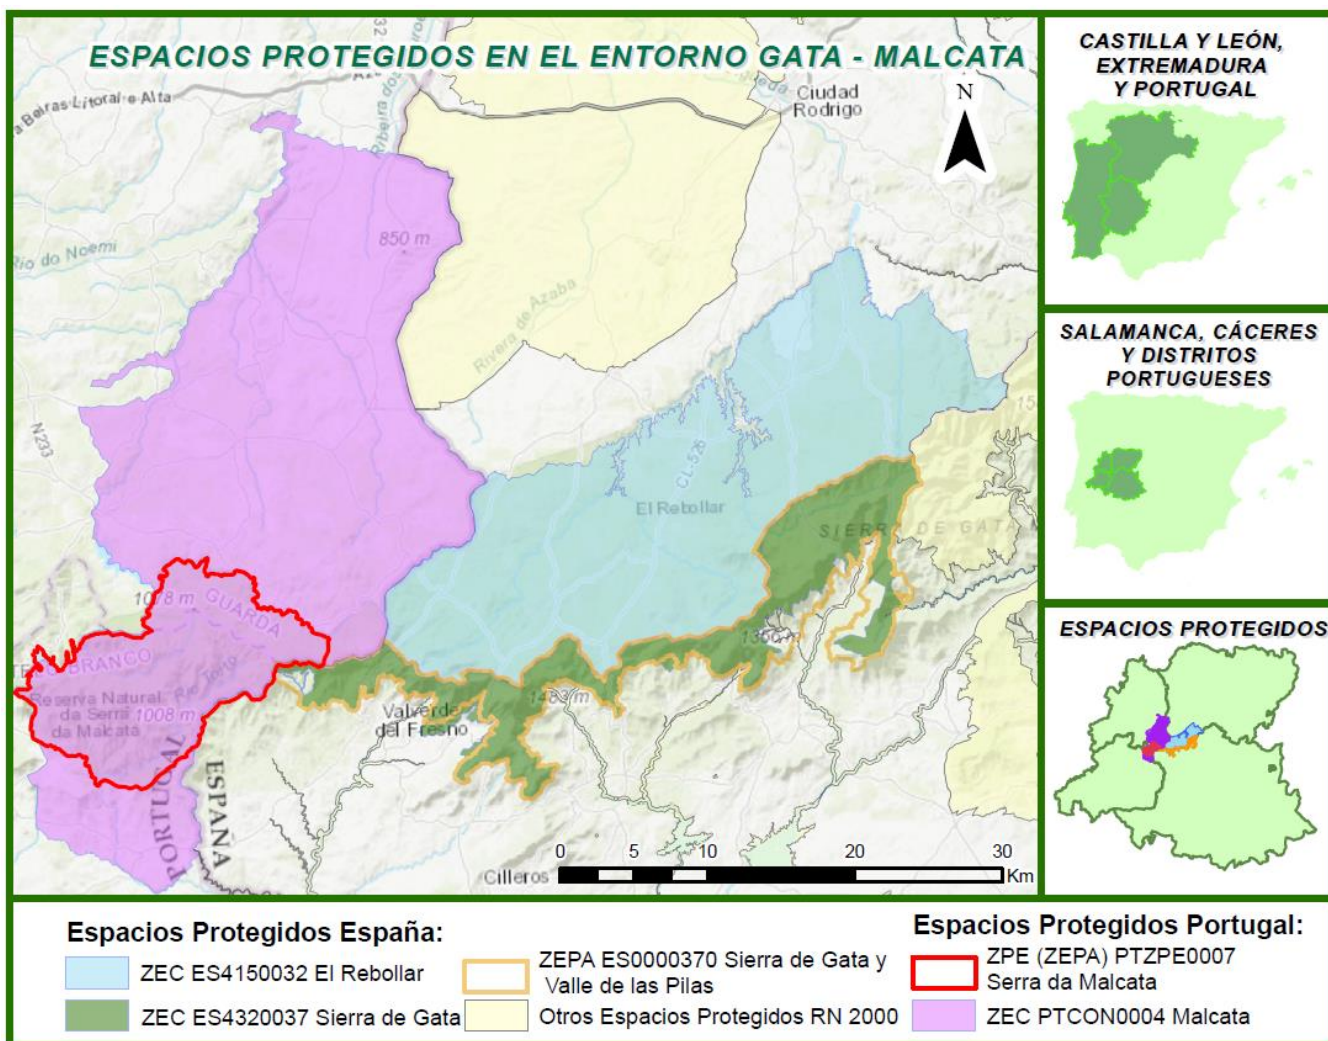 ESPACIOS PROTEGIDOS EN EL ENTORNO GATA - MALCATA
Beiras Litoral e Alta
Ribeira dos
Ciudad
Rodrigo
N
850 m
Rio do Noemi
Rivera de Azaba
N233
CL-526
El Rebollar
SIERRA DE GATA
1078 m
GUARDA
BRANCO
Reserva Natural
da Serra
da Malcata
1008 m
Rio Torto
1483 m
Valverde
del Fresno
PORTUGAL
ESPAÑA
Cilleros
0 5 10 20 30
Km
CASTILLA Y LEÓN,
EXTREMADURA
Y PORTUGAL
SALAMANCA, CÁCERES
Y DISTRITOS
PORTUGUESES
ESPACIOS PROTEGIDOS
Espacios Protegidos España:
ZEC ES4150032 El Rebollar
ZEC ES4320037 Sierra de Gata
ZEPA ES0000370 Sierra de Gata y
Valle de las Pilas
Otros Espacios Protegidos RN 2000
Espacios Protegidos Portugal:
ZPE (ZEPA) PTZPE0007
Serra da Malcata
ZEC PTCON0004 Malcata